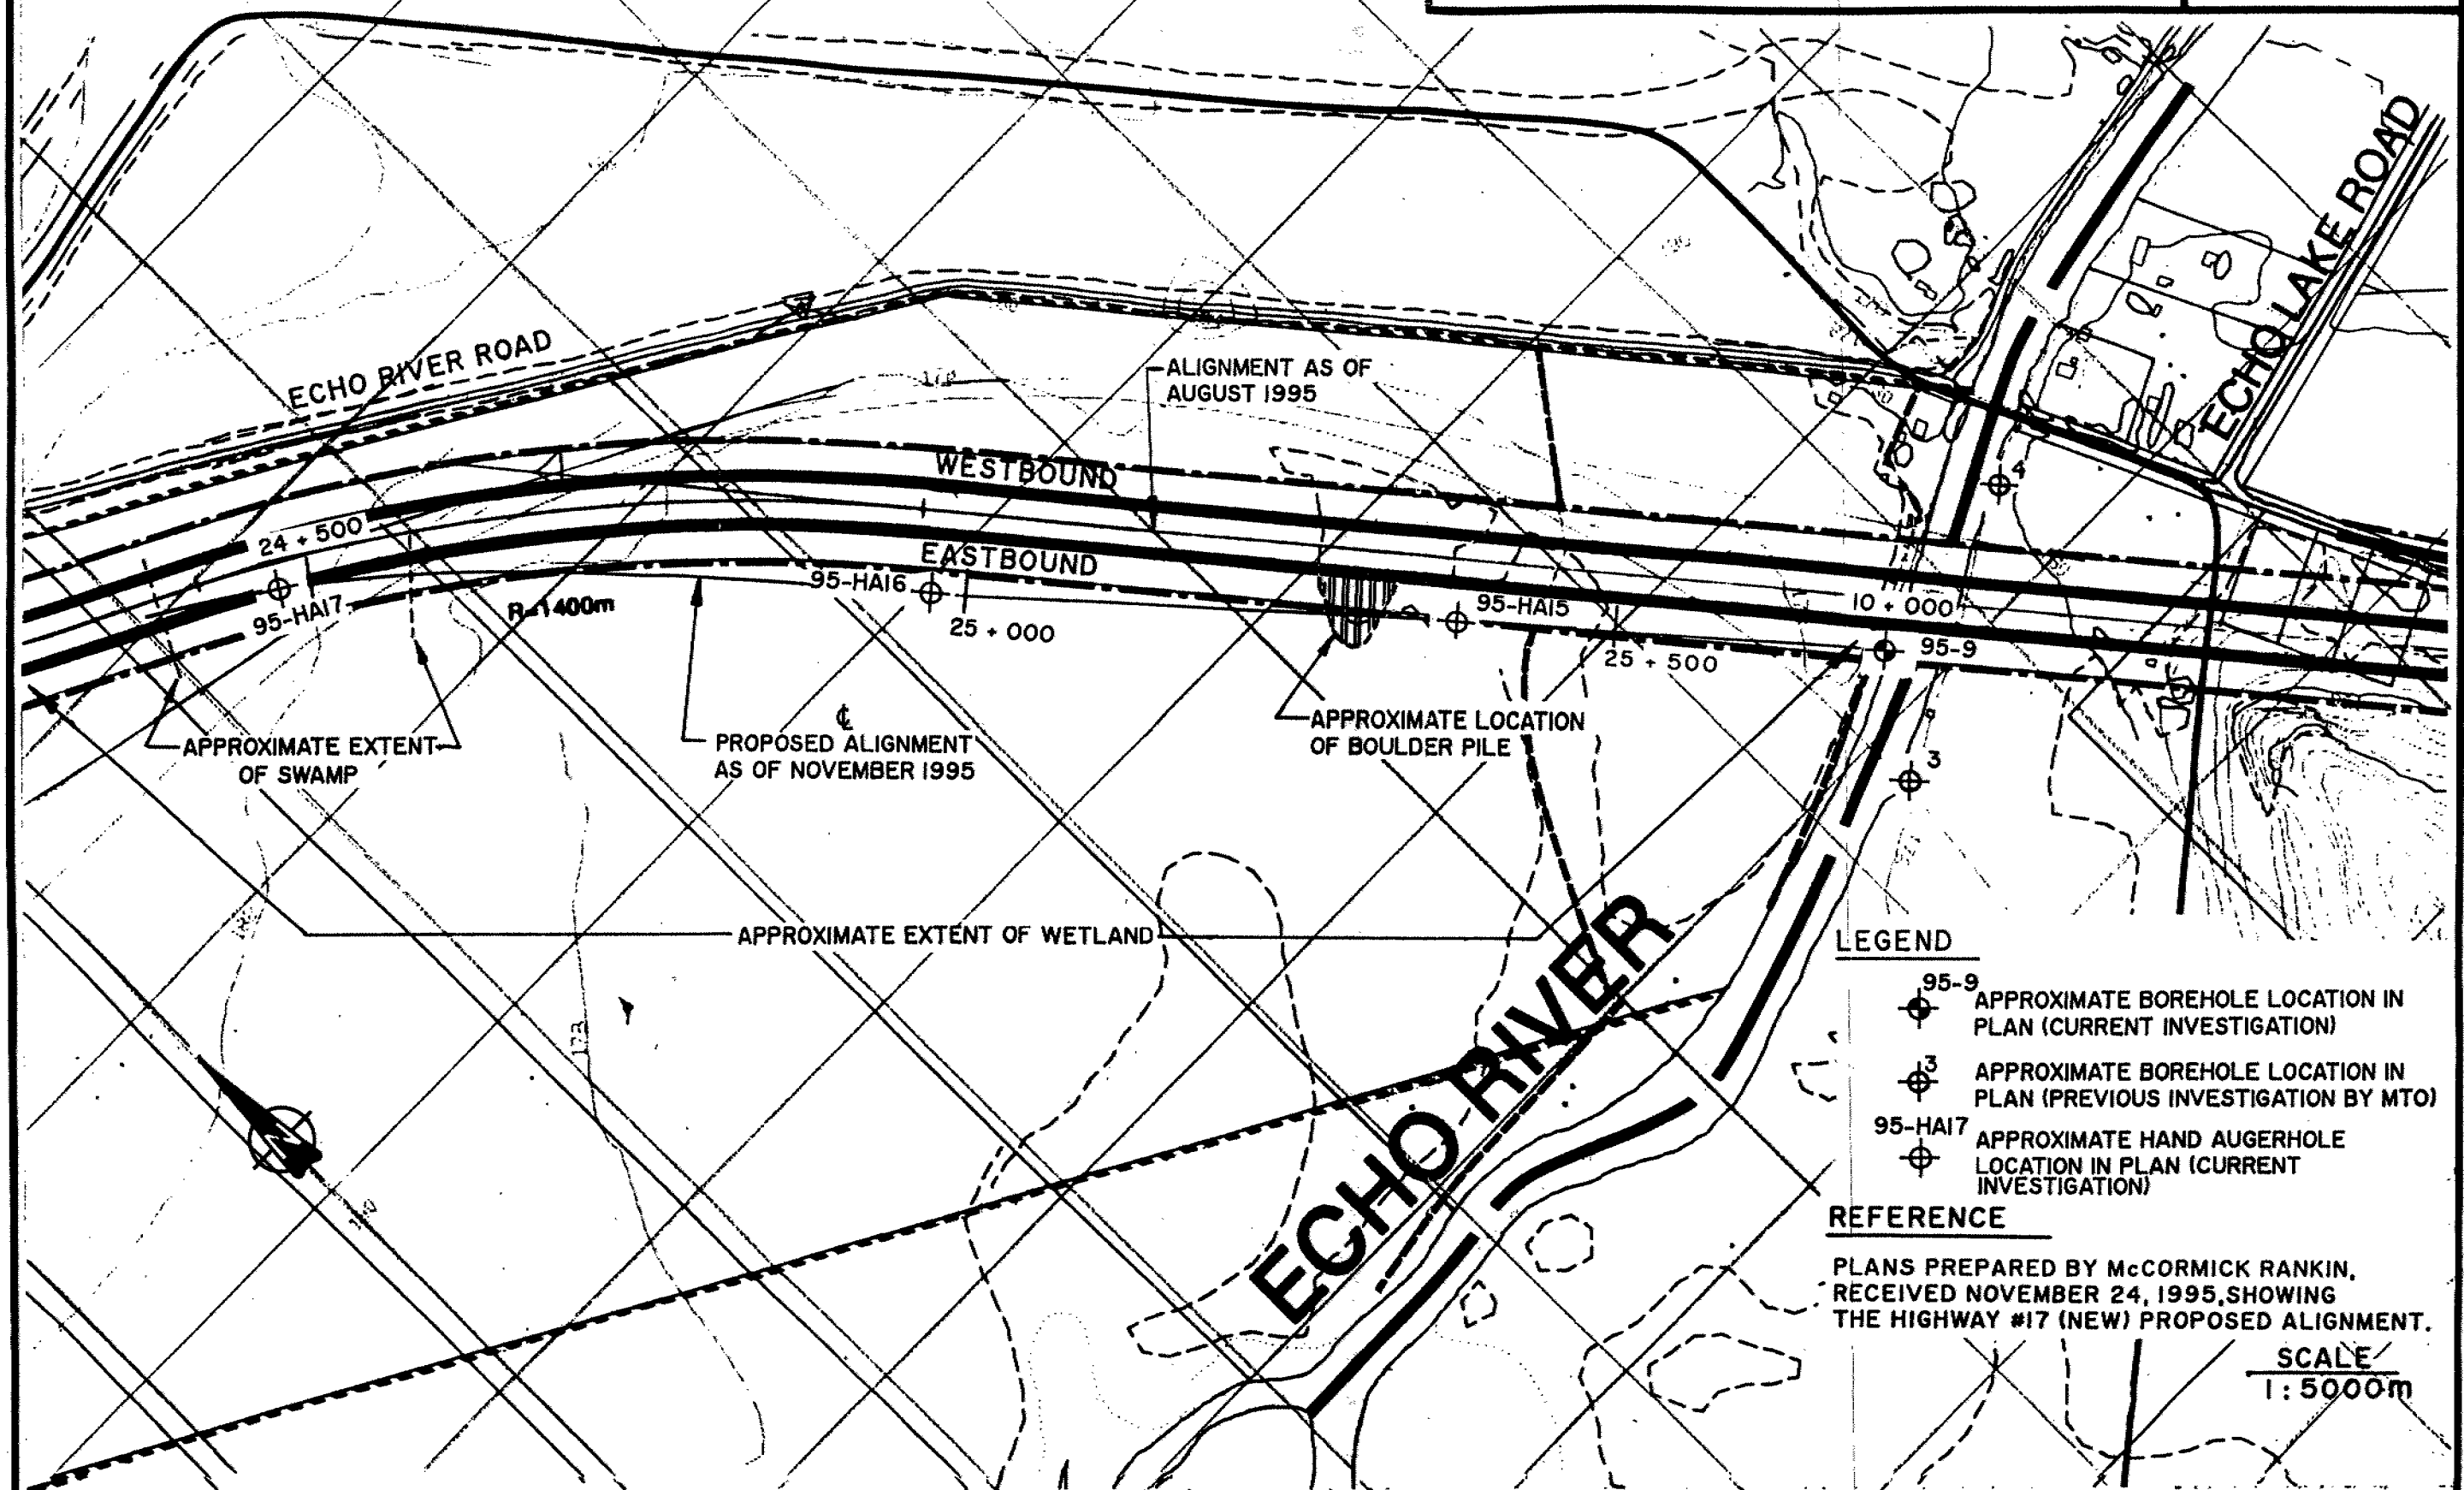 ECHO LAKE ROAD
ECHO RIVER ROAD
ALIGNMENT AS OF
AUGUST 1995
WESTBOUND
EASTBOUND
24 + 500
95-HA17
R=1400m
95-HA16
25 + 000
95-HA15
25 + 500
10 + 000
95-9
4
3
APPROXIMATE EXTENT
OF SWAMP
℄
PROPOSED ALIGNMENT
AS OF NOVEMBER 1995
APPROXIMATE LOCATION
OF BOULDER PILE
APPROXIMATE EXTENT OF WETLAND
173
ECHO RIVER
LEGEND
95-9
APPROXIMATE BOREHOLE LOCATION IN
PLAN (CURRENT INVESTIGATION)
3
APPROXIMATE BOREHOLE LOCATION IN
PLAN (PREVIOUS INVESTIGATION BY MTO)
95-HA17
APPROXIMATE HAND AUGERHOLE
LOCATION IN PLAN (CURRENT
INVESTIGATION)
REFERENCE
PLANS PREPARED BY McCORMICK RANKIN,
RECEIVED NOVEMBER 24, 1995,SHOWING
THE HIGHWAY #17 (NEW) PROPOSED ALIGNMENT.
SCALE
1:5000m